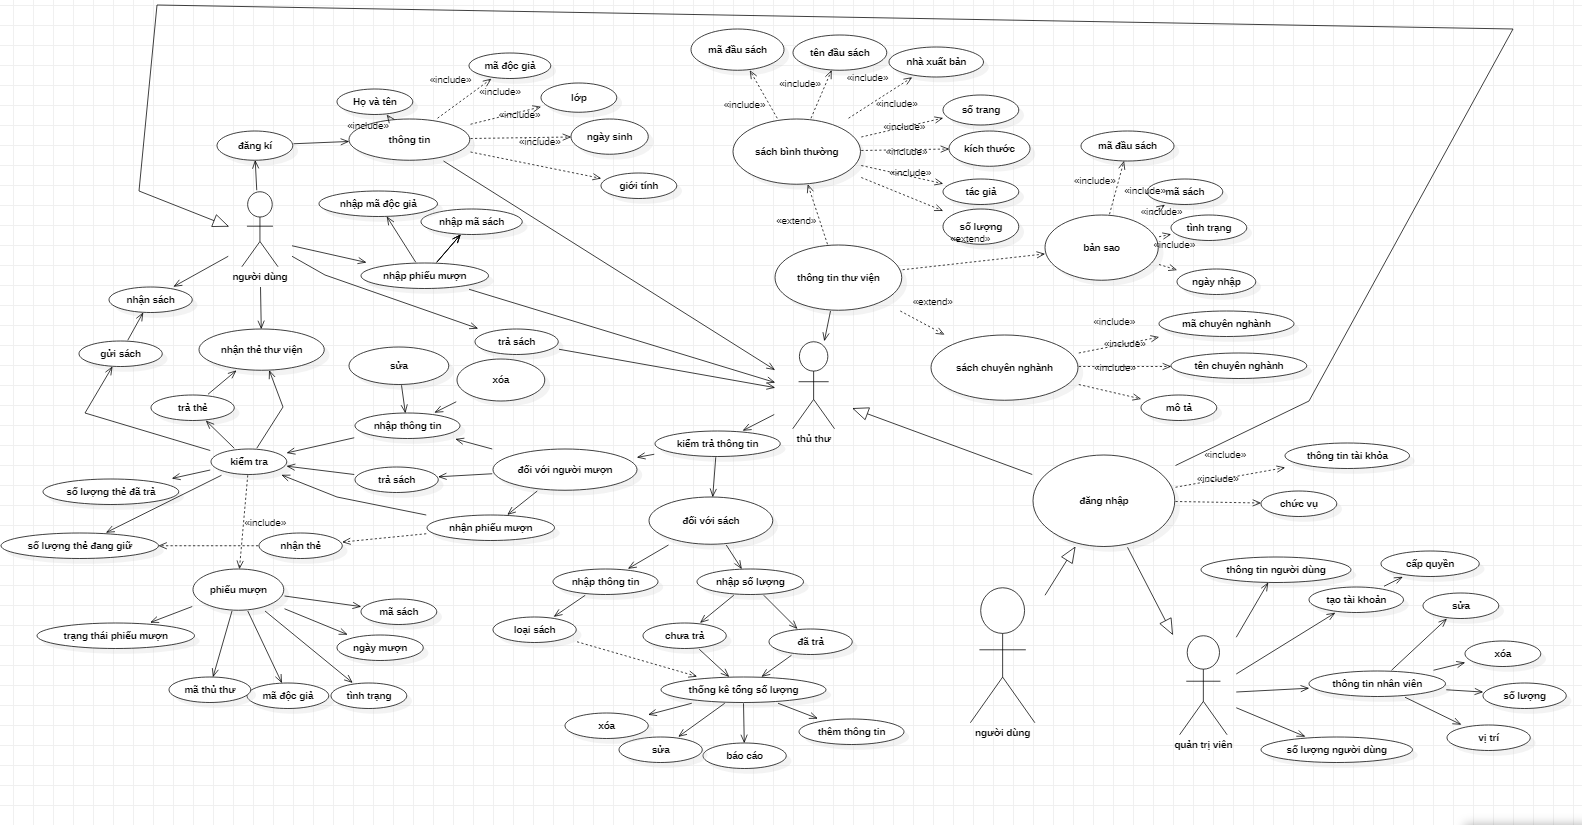 mã độc giả
«include»
Họ và tên
«include»
«include»
lớp
«include»
ngày sinh
«include»
giới tính
đăng kí
thông tin
nhập mã độc giả
nhập mã sách
nhập phiếu mượn
người dùng
nhận sách
gửi sách
nhận thẻ thư viện
trả thẻ
trả sách
sửa
xóa
nhập thông tin
kiểm tra
trả sách
đối với người mượn
nhận phiếu mượn
số lượng thẻ đã trả
số lượng thẻ đang giữ
nhận thẻ
«include»
phiếu mượn
trạng thái phiếu mượn
mã thủ thư
mã độc giả
tình trạng
ngày mượn
mã sách
mã đầu sách
tên đầu sách
nhà xuất bản
«include»
«include»
«include»
«include»
số trang
«include»
kích thước
«include»
tác giả
«include»
số lượng
sách bình thường
«extend»
«extend»
«extend»
thông tin thư viện
mã đầu sách
«include»
«include»
mã sách
«include»
tình trạng
«include»
ngày nhập
bản sao
sách chuyên nghành
«include»
mã chuyên nghành
«include»
tên chuyên nghành
«include»
mô tả
thủ thư
kiểm trả thông tin
đối với sách
nhập thông tin
nhập số lượng
loại sách
chưa trả
đã trả
thống kê tổng số lượng
xóa
sửa
báo cáo
thêm thông tin
đăng nhập
«include»
thông tin tài khỏa
«include»
chức vụ
người dùng
quản trị viên
thông tin người dùng
tạo tài khoản
cấp quyền
sửa
xóa
thông tin nhân viên
số lượng
vị trí
số lượng người dùng